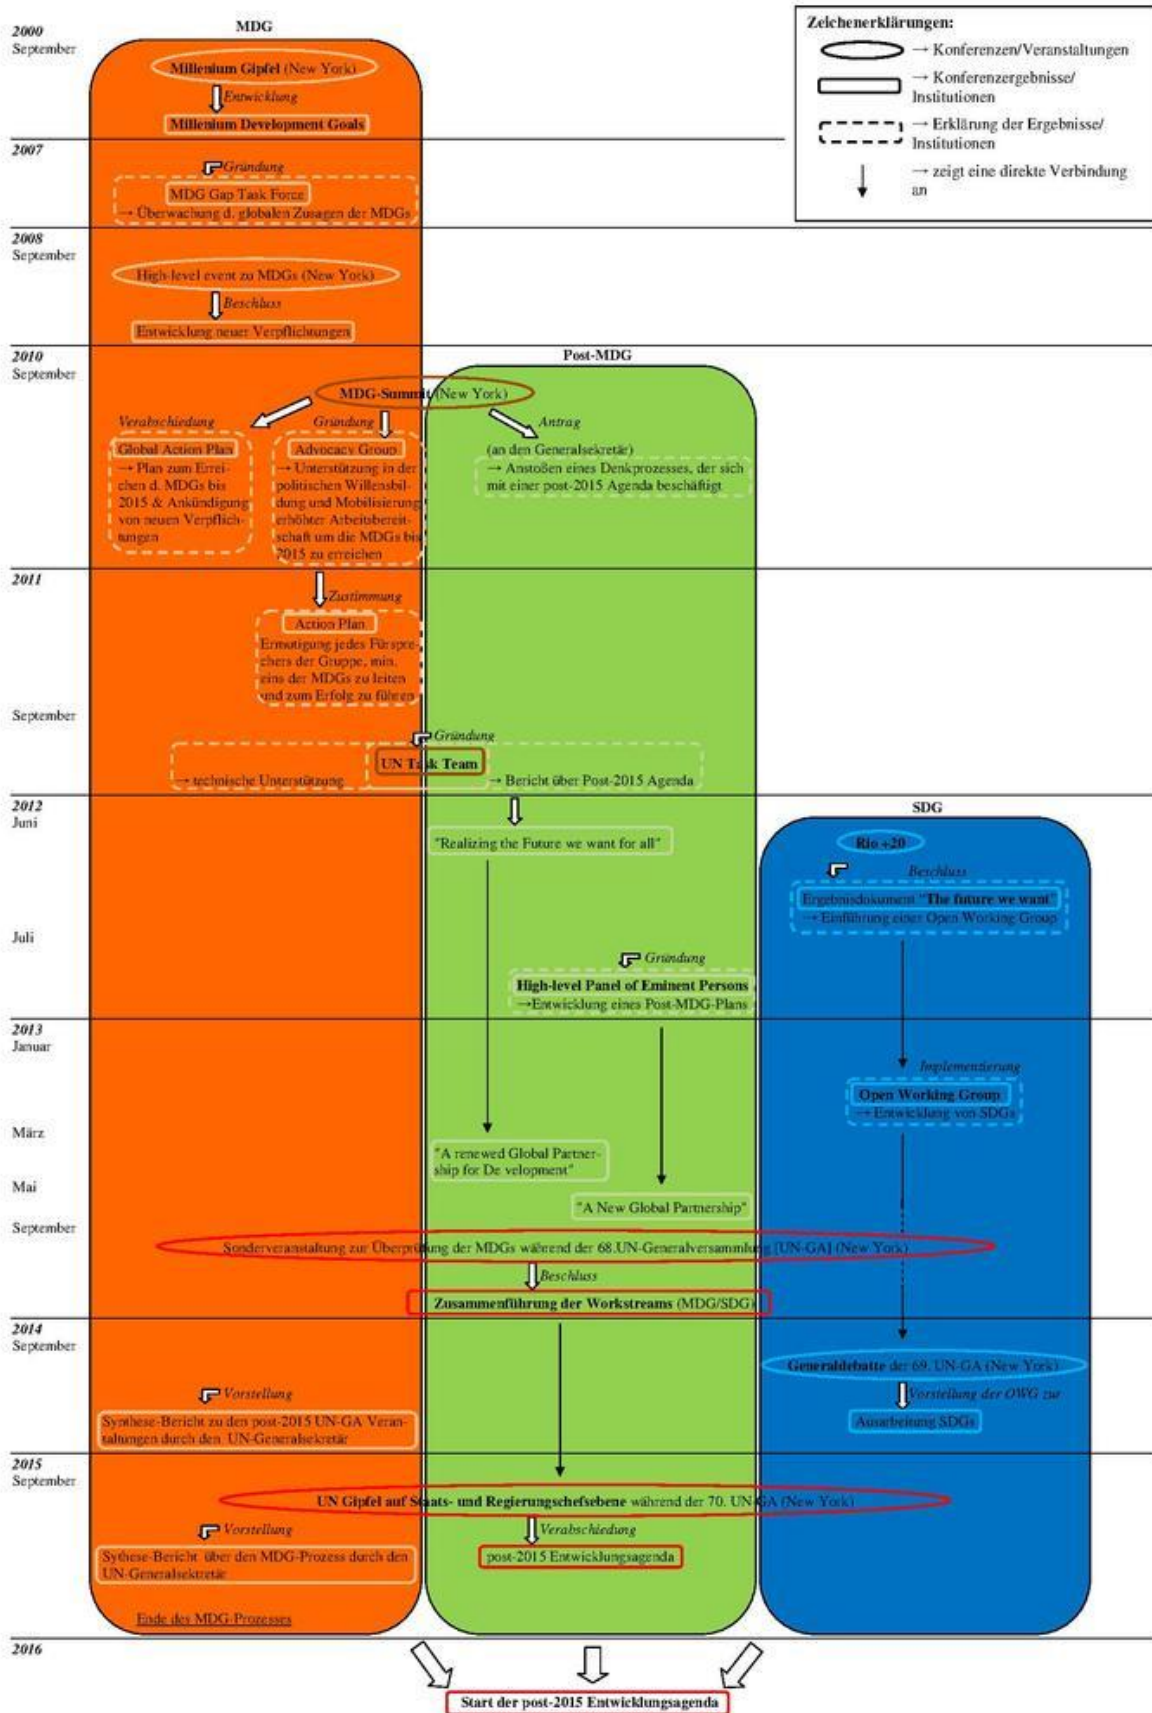 MDG
2000
September
Zeichenerklärungen:
→ Konferenzen/Veranstaltungen
→ Konferenzergebnisse/
Institutionen
→ Erklärung der Ergebnisse/
Institutionen
→ zeigt eine direkte Verbindung
an
Millenium Gipfel (New York)
Entwicklung
Millenium Development Goals
2007
Gründung
MDG Gap Task Force
→ Überwachung d. globalen Zusagen der MDGs
2008
September
High-level event zu MDGs (New York)
Beschluss
Entwicklung neuer Verpflichtungen
2010
September
Post-MDG
MDG-Summit (New York)
Verabschiedung
Global Action Plan
→ Plan zum Errei-
chen d. MDGs bis
2015 & Ankündigung
von neuen Verpflich-
tungen
Gründung
Advocacy Group
→ Unterstützung in der
politischen Willensbil-
dung und Mobilisierung
erhöhter Arbeitsbereit-
schaft um die MDGs bis
2015 zu erreichen
Antrag
(an den Generalsekretär)
→ Anstoßen eines Denkprozesses, der sich
mit einer post-2015 Agenda beschäftigt
2011
Zustimmung
Action Plan
Ermutigung jedes Fürspre-
chers der Gruppe, min.
eins der MDGs zu leiten
und zum Erfolg zu führen
September
Gründung
UN Task Team
→ technische Unterstützung
→ Bericht über Post-2015 Agenda
2012
Juni
SDG
"Realizing the Future we want for all"
Rio +20
Beschluss
Ergebnisdokument "The future we want"
→ Einführung einer Open Working Group
Juli
Gründung
High-level Panel of Eminent Persons
→Entwicklung eines Post-MDG-Plans
2013
Januar
Implementierung
Open Working Group
→ Entwicklung von SDGs
März
"A renewed Global Partner-
ship for De velopment"
Mai
"A New Global Partnership"
September
Sonderveranstaltung zur Überprüfung der MDGs während der 68.UN-Generalversammlung [UN-GA] (New York)
Beschluss
Zusammenführung der Workstreams (MDG/SDG)
2014
September
Generaldebatte der 69. UN-GA (New York)
Vorstellung der OWG zur
Ausarbeitung SDGs
Vorstellung
Synthese-Bericht zu den post-2015 UN-GA Veran-
taltungen durch den UN-Generalsekretär
2015
September
UN Gipfel auf Staats- und Regierungschefsebene während der 70. UN-GA (New York)
Vorstellung
Sythese-Bericht über den MDG-Prozess durch den
UN-Generalsektretär
Verabschiedung
post-2015 Entwicklungsagenda
Ende des MDG-Prozesses
2016
Start der post-2015 Entwicklungsagenda